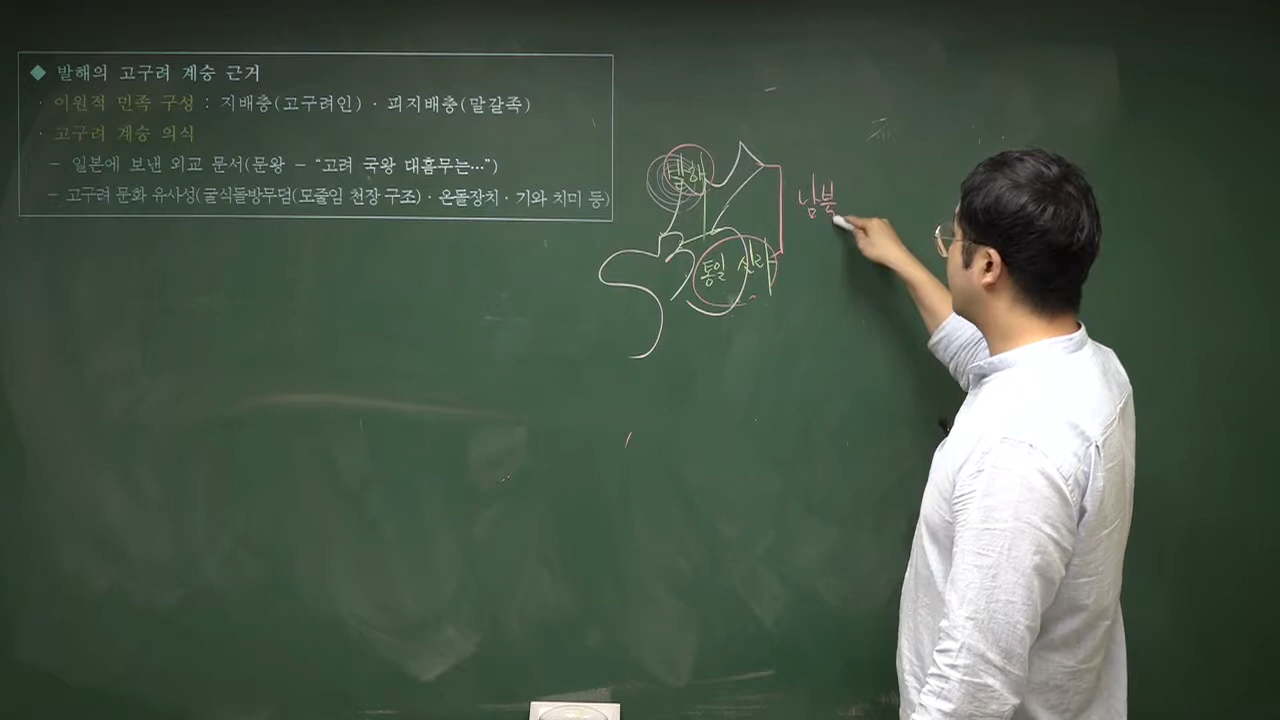 ◆ 발해의 고구려 계승 근거
· 이원적 민족 구성 : 지배층(고구려인) · 피지배층(말갈족)
· 고구려 계승 의식
- 일본에 보낸 외교 문서(문왕 - “고려 국왕 대흠무는…”)
- 고구려 문화 유사성(굴식돌방무덤(모줄임 천장 구조) · 온돌장치 · 기와 치미 등)
발해
남북
통일 신라